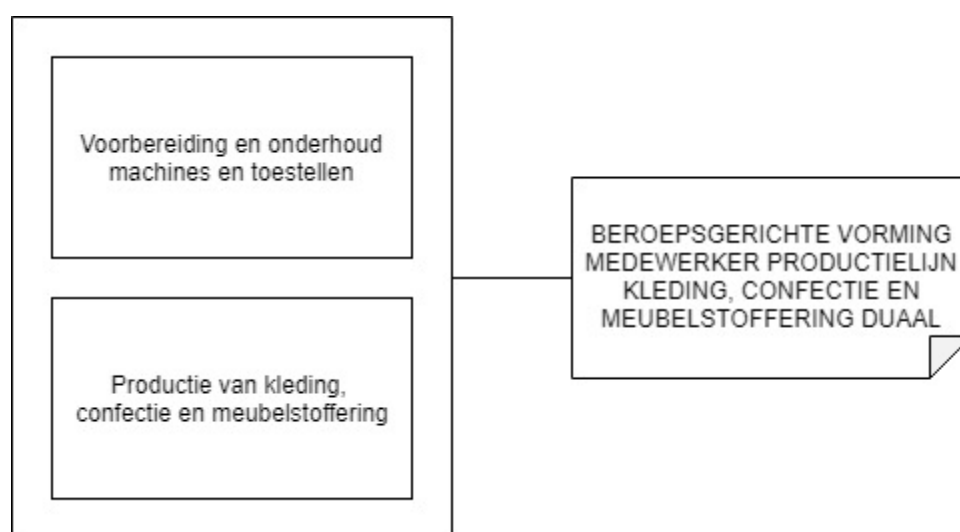 Voorbereiding en onderhoud
machines en toestellen
Productie van kleding,
confectie en meubelstoffering
BEROEPSGERICHTE VORMING
MEDEWERKER PRODUCTIELIJN
KLEDING, CONFECTIE EN
MEUBELSTOFFERING DUAAL